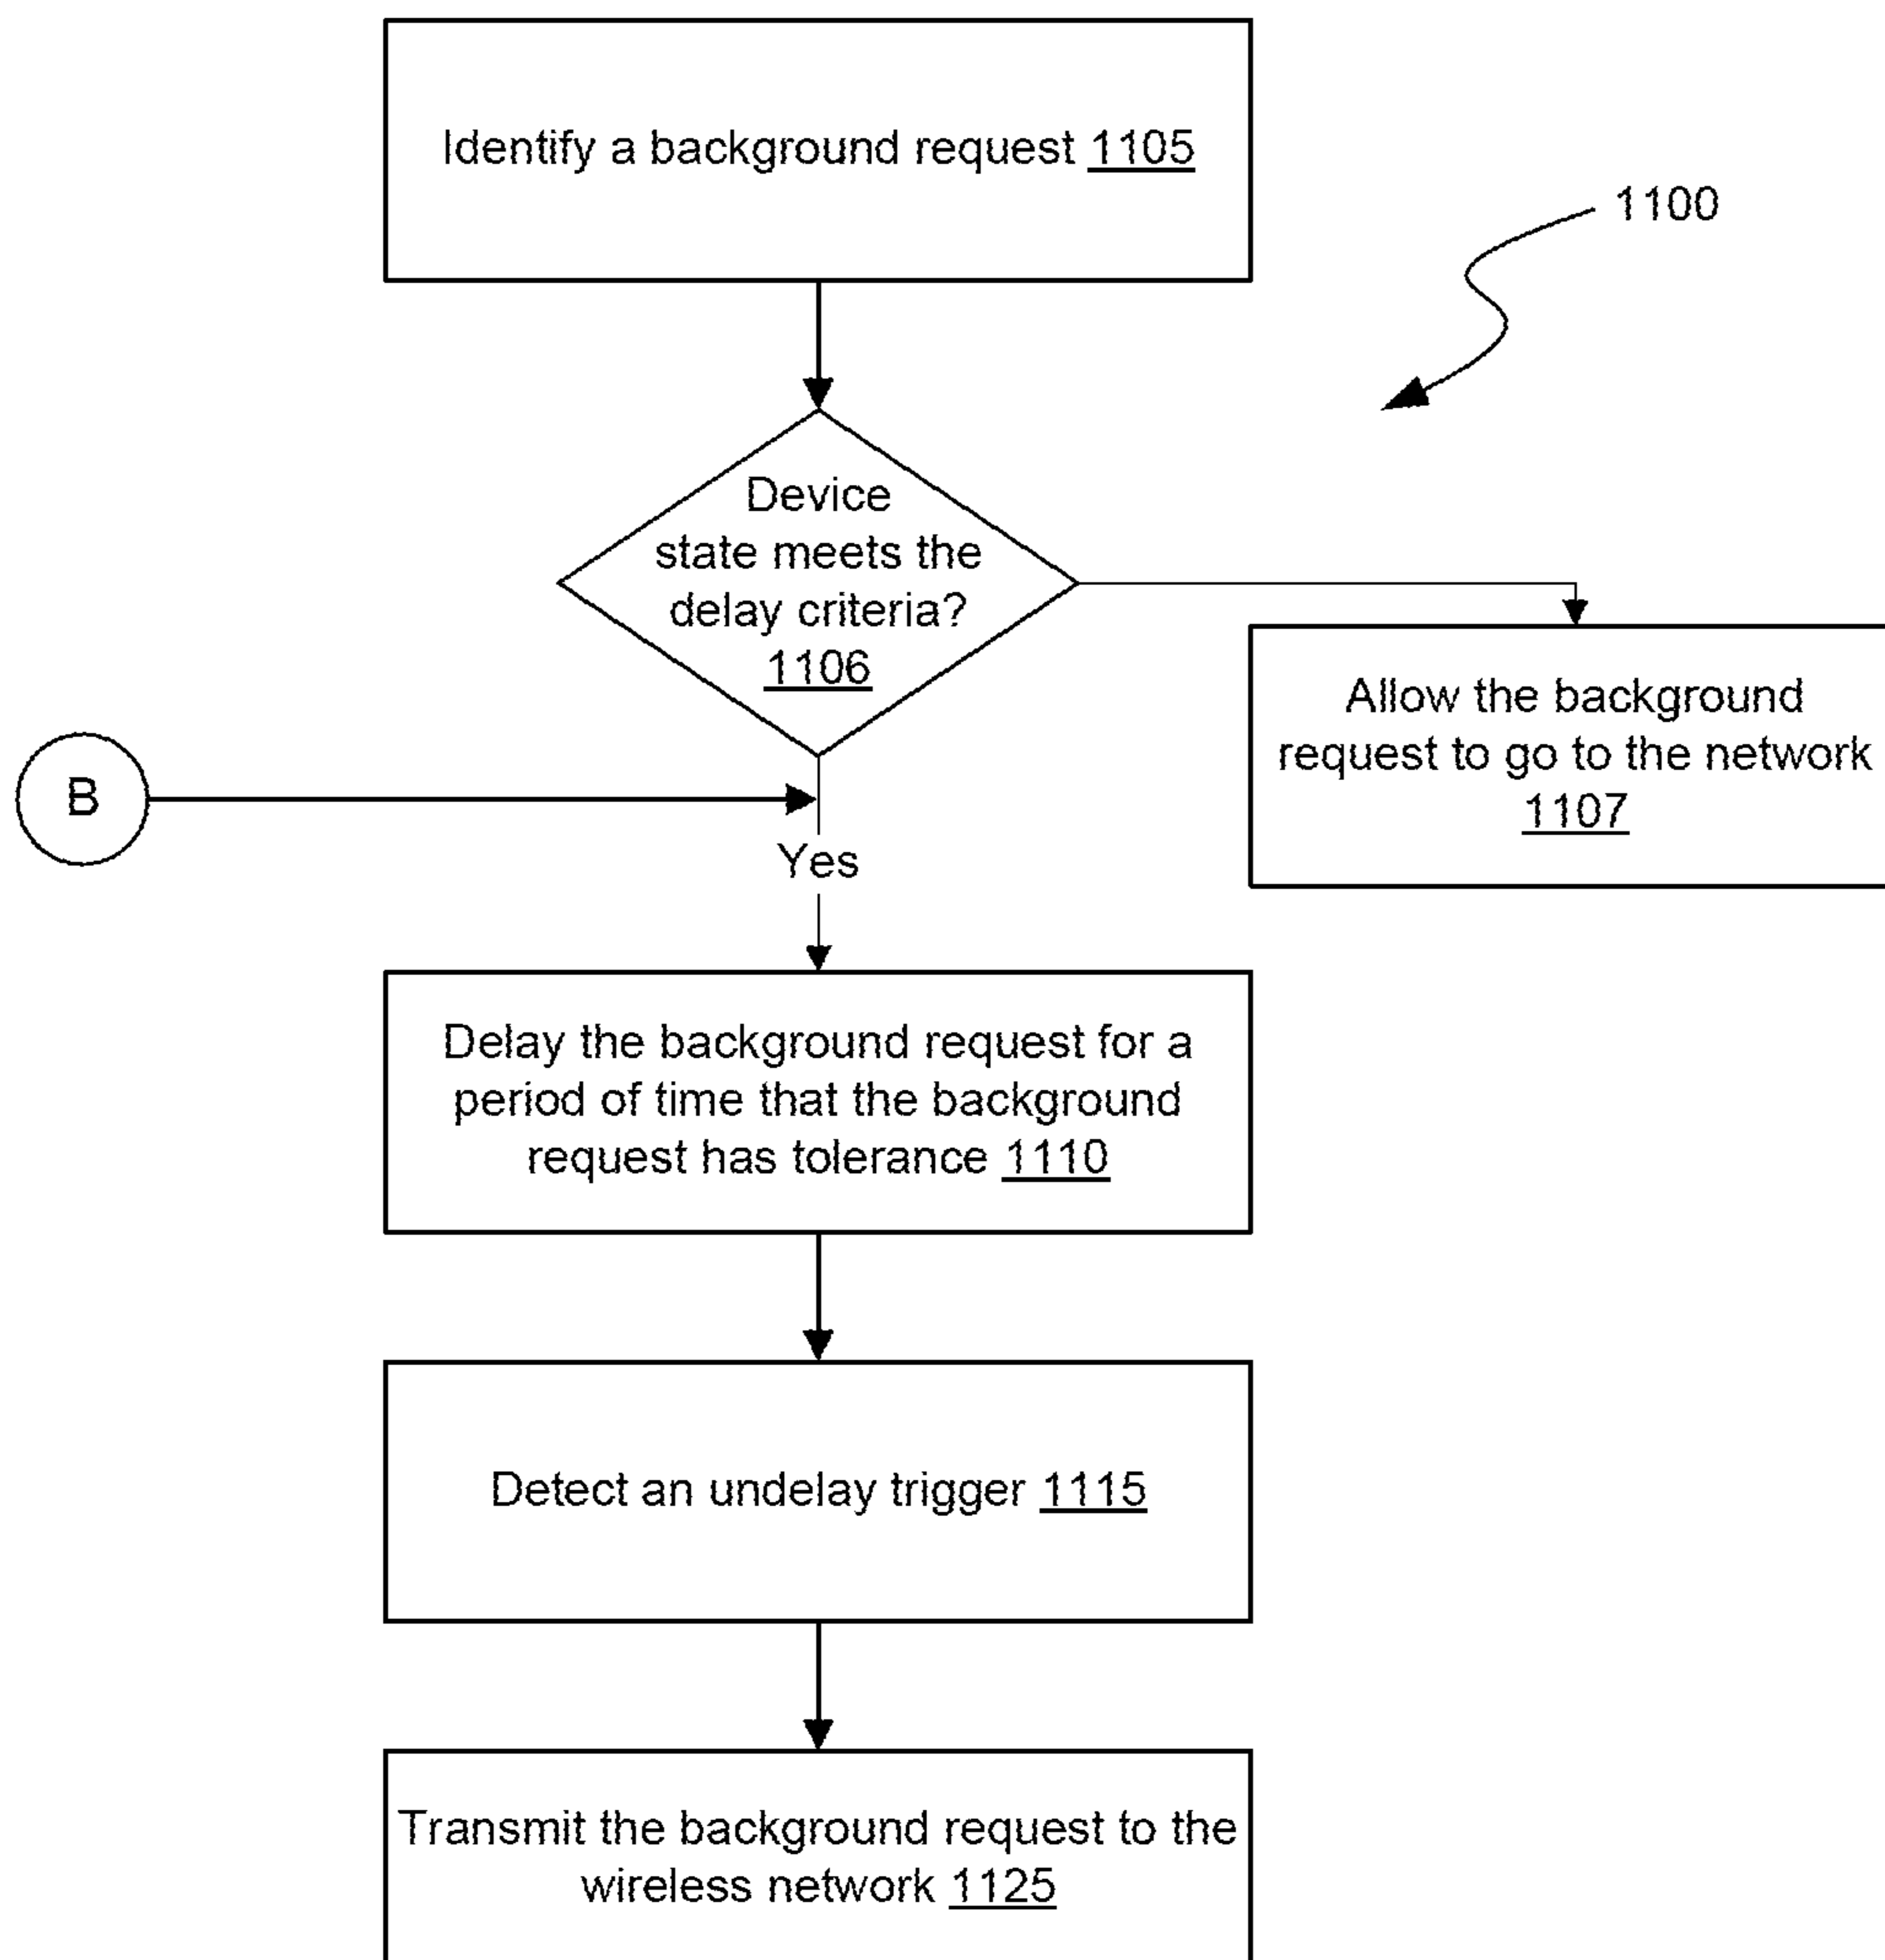 Identify a background request 1105
1100
Device
state meets the
delay criteria?
1106
Allow the background
request to go to the network
1107
B
Yes
Delay the background request for a
period of time that the background
request has tolerance 1110
Detect an undelay trigger 1115
Transmit the background request to the
wireless network 1125